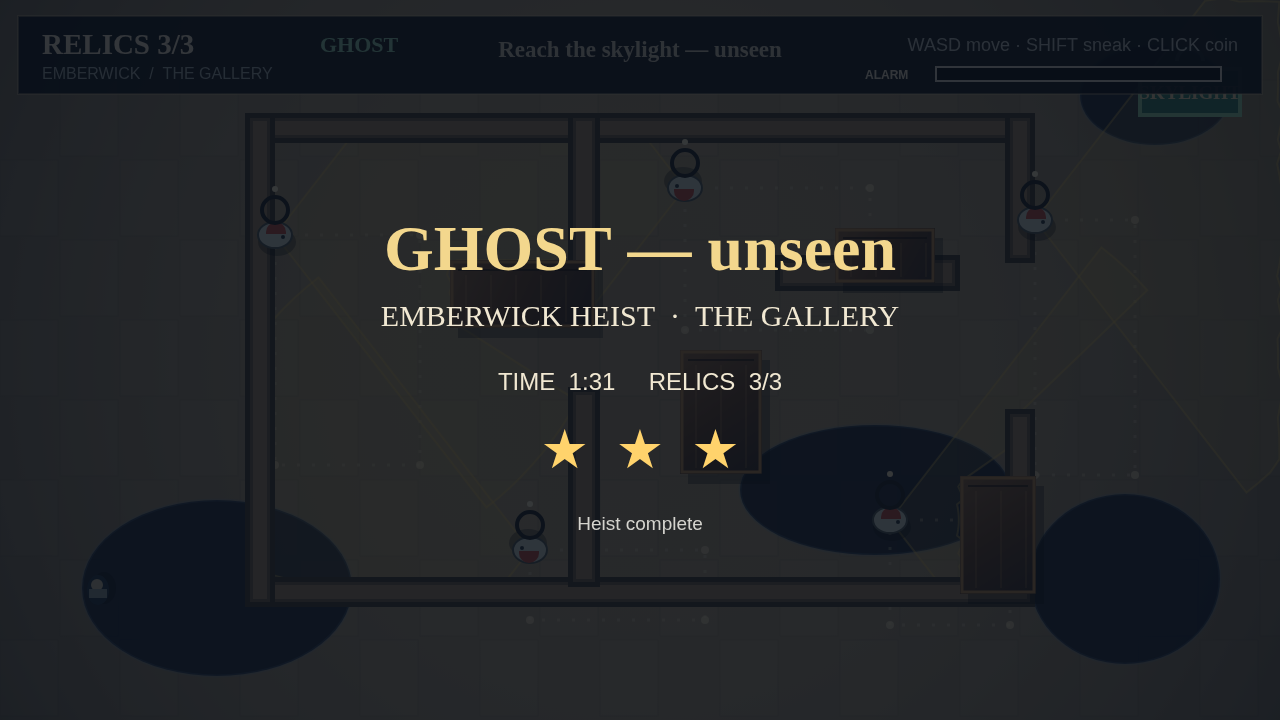 RELICS 3/3
GHOST
Reach the skylight — unseen
WASD move · SHIFT sneak · CLICK coin
EMBERWICK / THE GALLERY
ALARM
SKYLIGHT
GHOST — unseen
EMBERWICK HEIST · THE GALLERY
TIME 1:31 RELICS 3/3
★ ★ ★
Heist complete